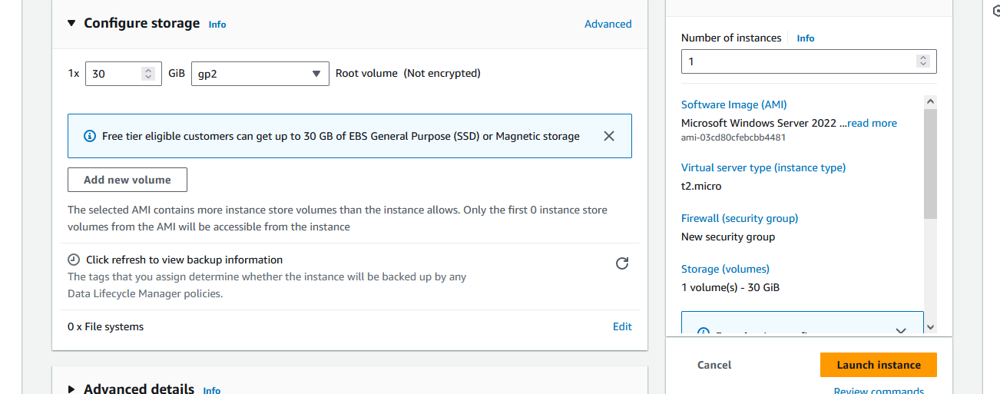 Configure storage Info
Advanced
1x 30 GiB gp2 Root volume (Not encrypted)
Free tier eligible customers can get up to 30 GB of EBS General Purpose (SSD) or Magnetic storage
Add new volume
The selected AMI contains more instance store volumes than the instance allows. Only the first 0 instance store
volumes from the AMI will be accessible from the instance
Click refresh to view backup information
The tags that you assign determine whether the instance will be backed up by any
Data Lifecycle Manager policies.
0 x File systems
Edit
Advanced details Info
Number of instances Info
1
Software Image (AMI)
Microsoft Windows Server 2022 ...read more
ami-03cd80cfebcbb4481
Virtual server type (instance type)
t2.micro
Firewall (security group)
New security group
Storage (volumes)
1 volume(s) - 30 GiB
Cancel
Launch instance
Review commands